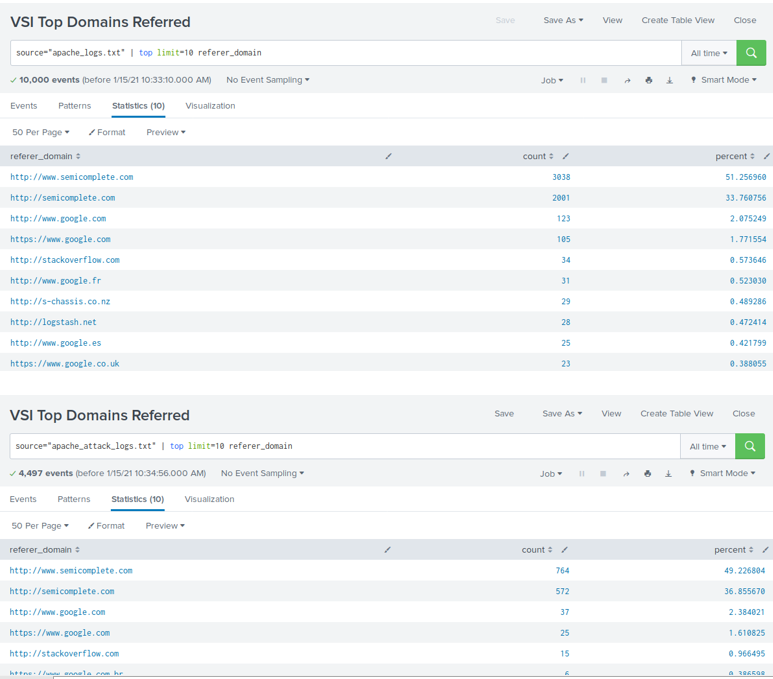 VSI Top Domains Referred Save Save As View Create Table View Close
source="apache_logs.txt" | top limit=10 referer_domain All time
10,000 events (before 1/15/21 10:33:10.000 AM) No Event Sampling Job Smart Mode
Events Patterns Statistics (10) Visualization
50 Per Page Format Preview
referer_domain count percent
http://www.semicomplete.com 3038 51.256960
http://semicomplete.com 2001 33.760756
http://www.google.com 123 2.075249
https://www.google.com 105 1.771554
http://stackoverflow.com 34 0.573646
http://www.google.fr 31 0.523030
http://s-chassis.co.nz 29 0.489286
http://logstash.net 28 0.472414
http://www.google.es 25 0.421799
https://www.google.co.uk 23 0.388055
VSI Top Domains Referred Save Save As View Create Table View Close
source="apache_attack_logs.txt" | top limit=10 referer_domain All time
4,497 events (before 1/15/21 10:34:56.000 AM) No Event Sampling Job Smart Mode
Events Patterns Statistics (10) Visualization
50 Per Page Format Preview
referer_domain count percent
http://www.semicomplete.com 764 49.226804
http://semicomplete.com 572 36.855670
http://www.google.com 37 2.384021
https://www.google.com 25 1.610825
http://stackoverflow.com 15 0.966495
https://www.google.com.br 6 0.386598